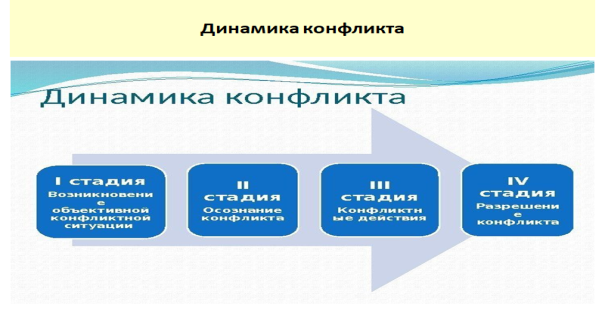 Динамика конфликта
Динамика конфликта
I стадия
Возникновени
е
объективной
конфликтной
ситуации
II
стадия
Осознание
конфликта
III
стадия
Конфликтн
ые действия
IV
стадия
Разрешени
е
конфликта